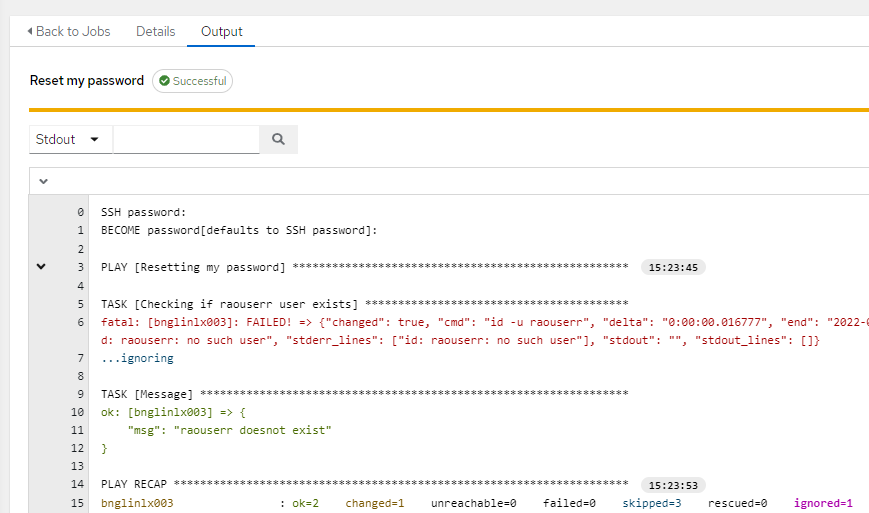 Back to Jobs Details Output
Reset my password Successful
Stdout
0 SSH password:
1 BECOME password[defaults to SSH password]:
2
3 PLAY [Resetting my password] *************************************************** 15:23:45
4
5 TASK [Checking if raouserr user exists] ****************************************
6 fatal: [bnglinlx003]: FAILED! => {"changed": true, "cmd": "id -u raouserr", "delta": "0:00:00.016777", "end": "2022-0
d: raouserr: no such user", "stderr_lines": ["id: raouserr: no such user"], "stdout": "", "stdout_lines": []}
7 ...ignoring
8
9 TASK [Message] *****************************************************************
10 ok: [bnglinlx003] => {
11 "msg": "raouserr doesnot exist"
12 }
13
14 PLAY RECAP ********************************************************************* 15:23:53
15 bnglinlx003 : ok=2 changed=1 unreachable=0 failed=0 skipped=3 rescued=0 ignored=1